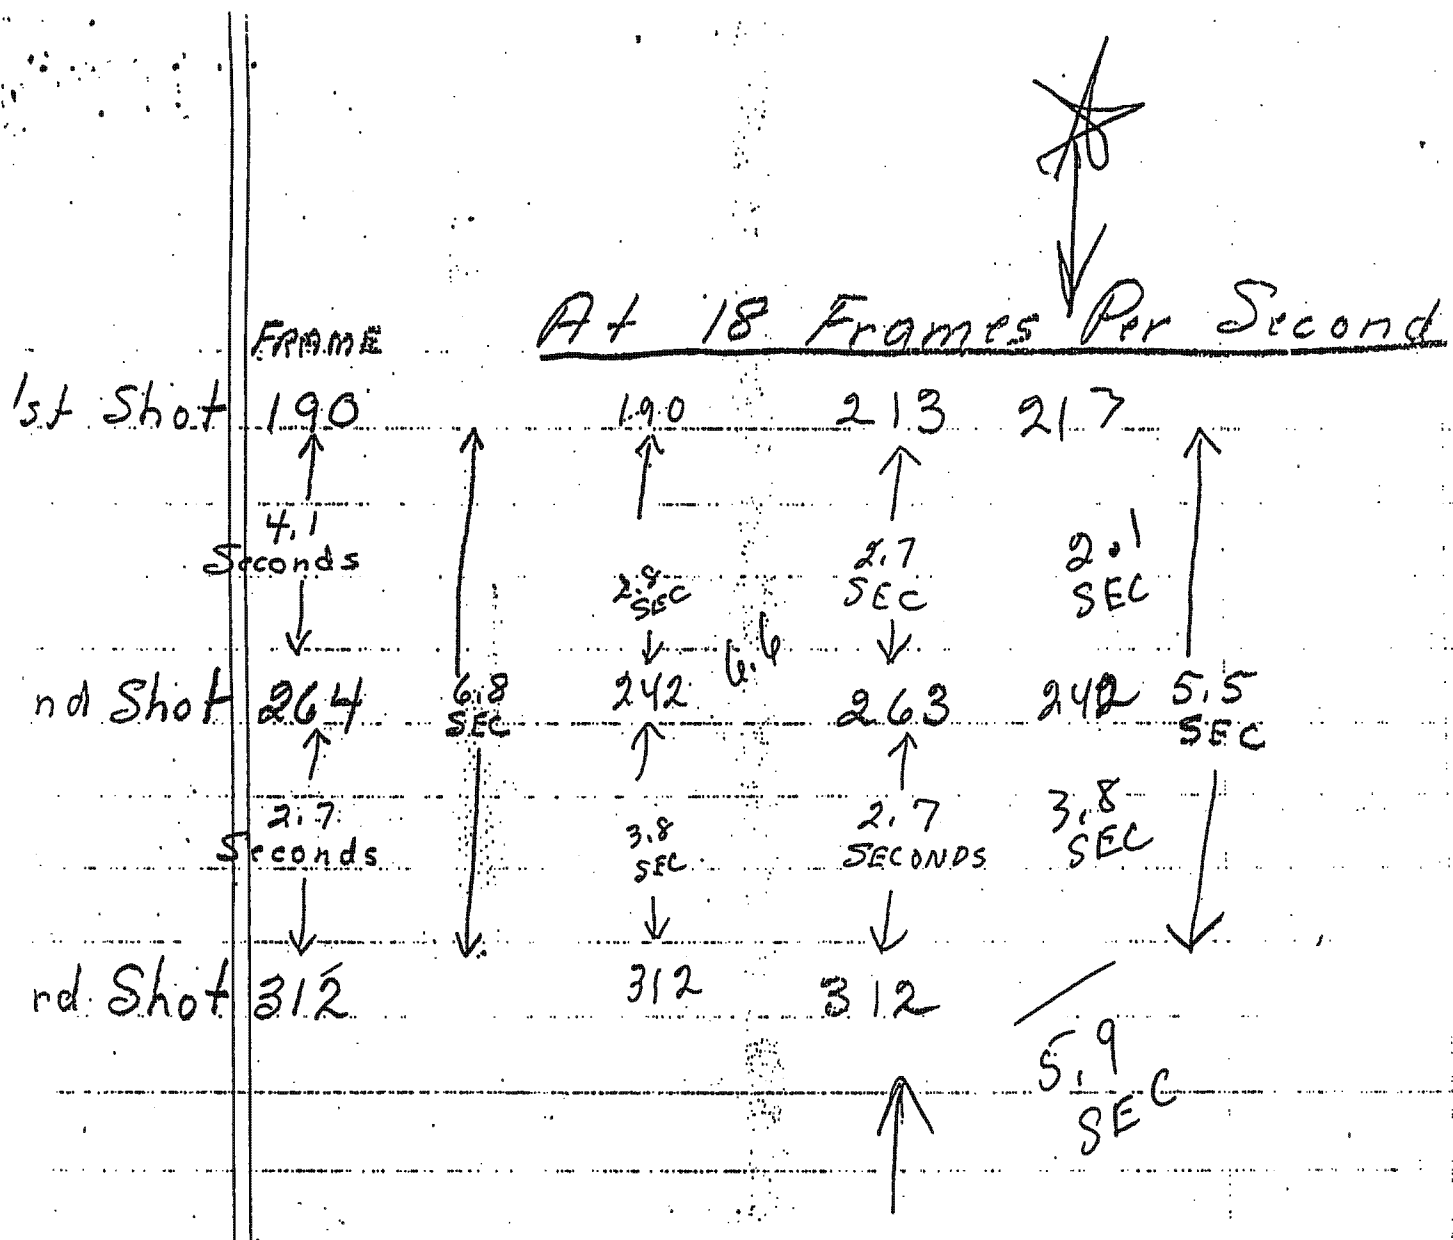 FRAME At 18 Frames Per Second
1st Shot 190 190 213 217
4.1 Seconds 2.8 SEC 2.7 SEC 2.1 SEC
6.6
nd Shot 264 6.8 SEC 242 263 242 5.5 SEC
2.7 Seconds 3.8 SEC 2.7 SECONDS 3.8 SEC
rd Shot 312 312 312
5.9 SEC